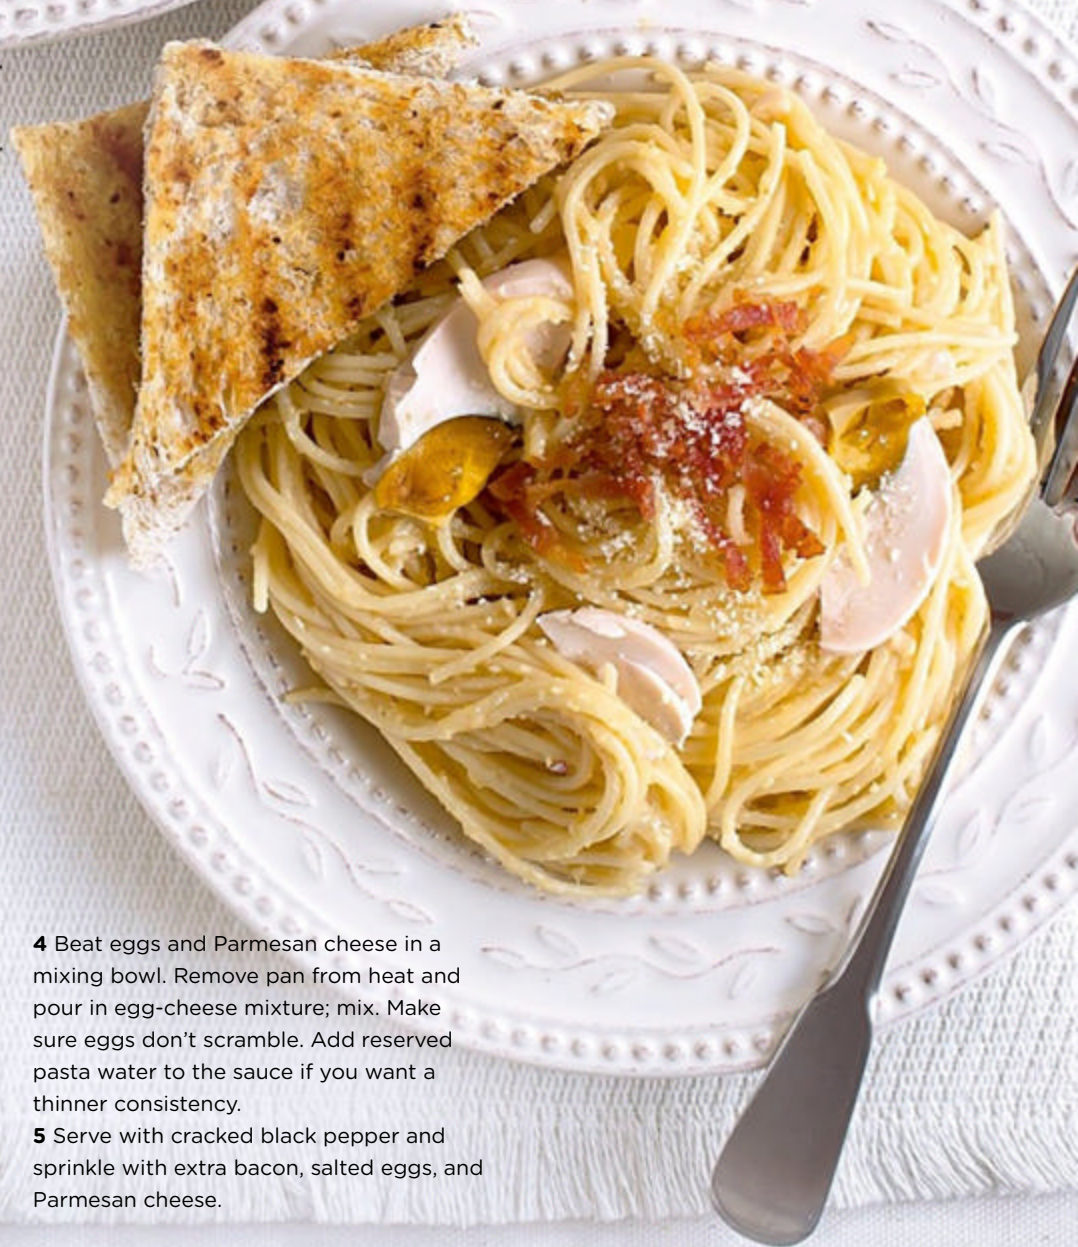 4 Beat eggs and Parmesan cheese in a
mixing bowl. Remove pan from heat and
pour in egg-cheese mixture; mix. Make
sure eggs don’t scramble. Add reserved
pasta water to the sauce if you want a
thinner consistency.
5 Serve with cracked black pepper and
sprinkle with extra bacon, salted eggs, and
Parmesan cheese.